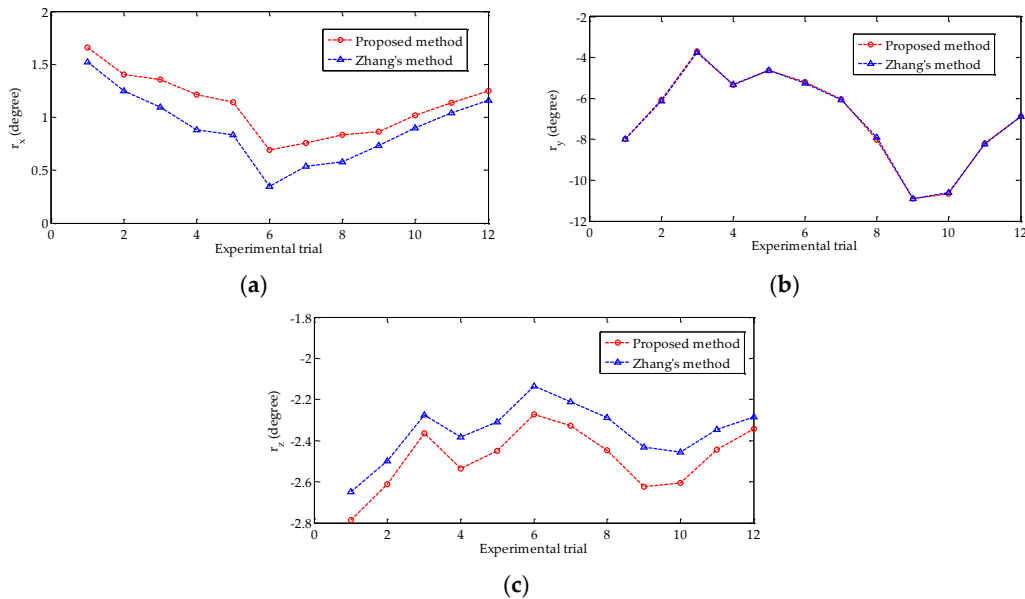 2
1.5
1
0.5
0
r_x (degree)
Proposed method
Zhang's method
0 2 4 6 8 10 12
Experimental trial
(a)
-2
-4
-6
-8
-10
-12
r_y (degree)
Proposed method
Zhang's method
0 2 4 6 8 10 12
Experimental trial
(b)
-1.8
-2
-2.2
-2.4
-2.6
-2.8
r_z (degree)
Proposed method
Zhang's method
0 2 4 6 8 10 12
Experimental trial
(c)